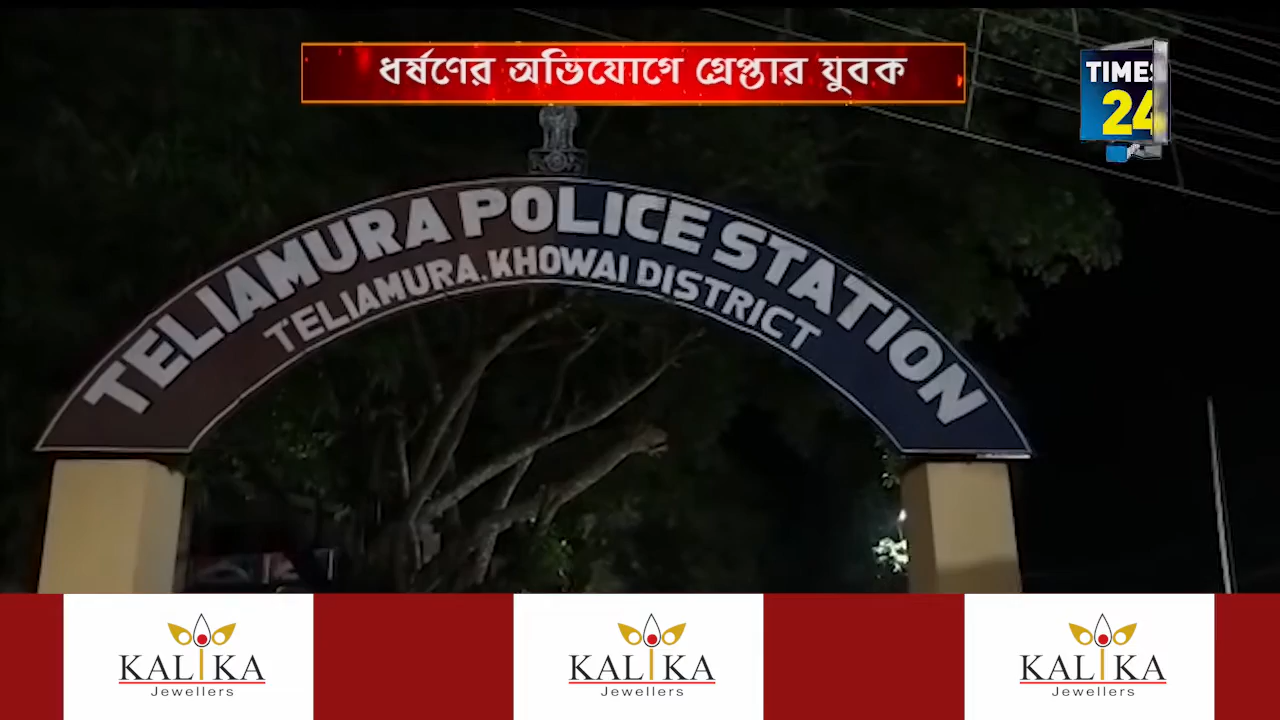 ধর্ষণের অভিযোগে গ্রেপ্তার যুবক
TIMES
24
TELIAMURA POLICE STATION
TELIAMURA. KHOWAI DISTRICT
KALIKA
Jewellers
KALIKA
Jewellers
KALIKA
Jewellers